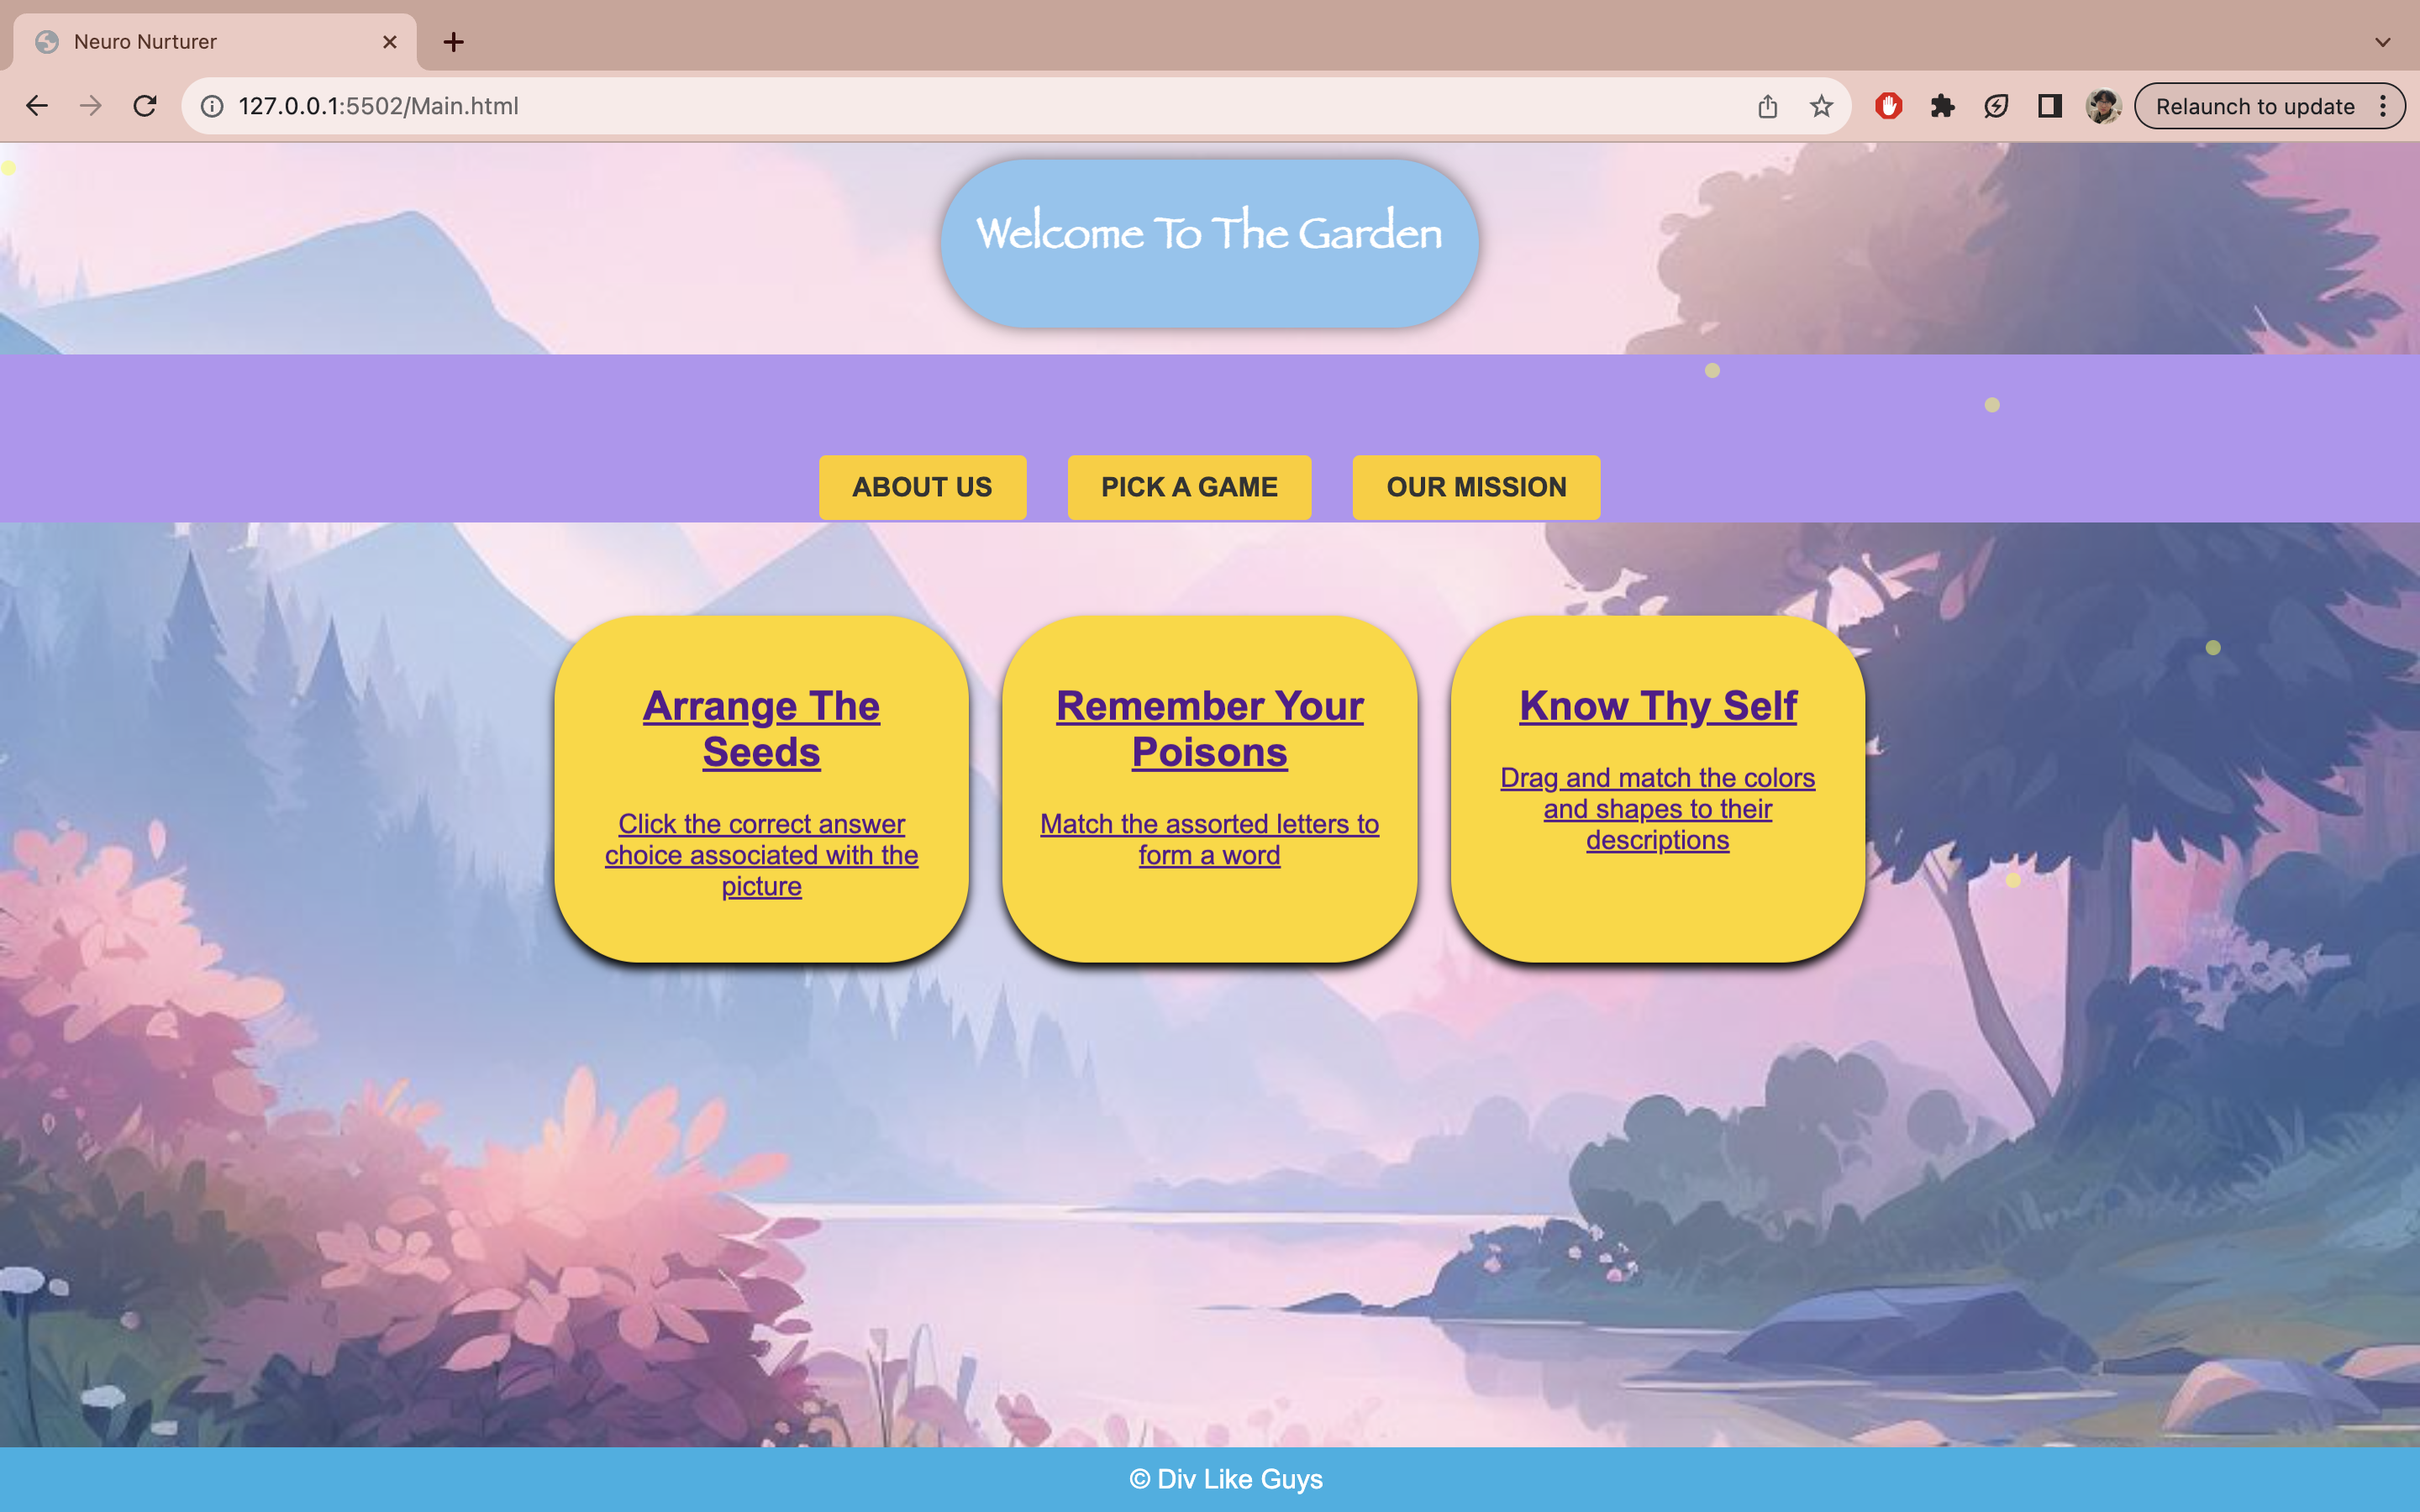 Neuro Nurturer
127.0.0.1:5502/Main.html
Relaunch to update
Welcome To The Garden
ABOUT US
PICK A GAME
OUR MISSION
Arrange The
Seeds
Click the correct answer
choice associated with the
picture
Remember Your
Poisons
Match the assorted letters to
form a word
Know Thy Self
Drag and match the colors
and shapes to their
descriptions
© Div Like Guys